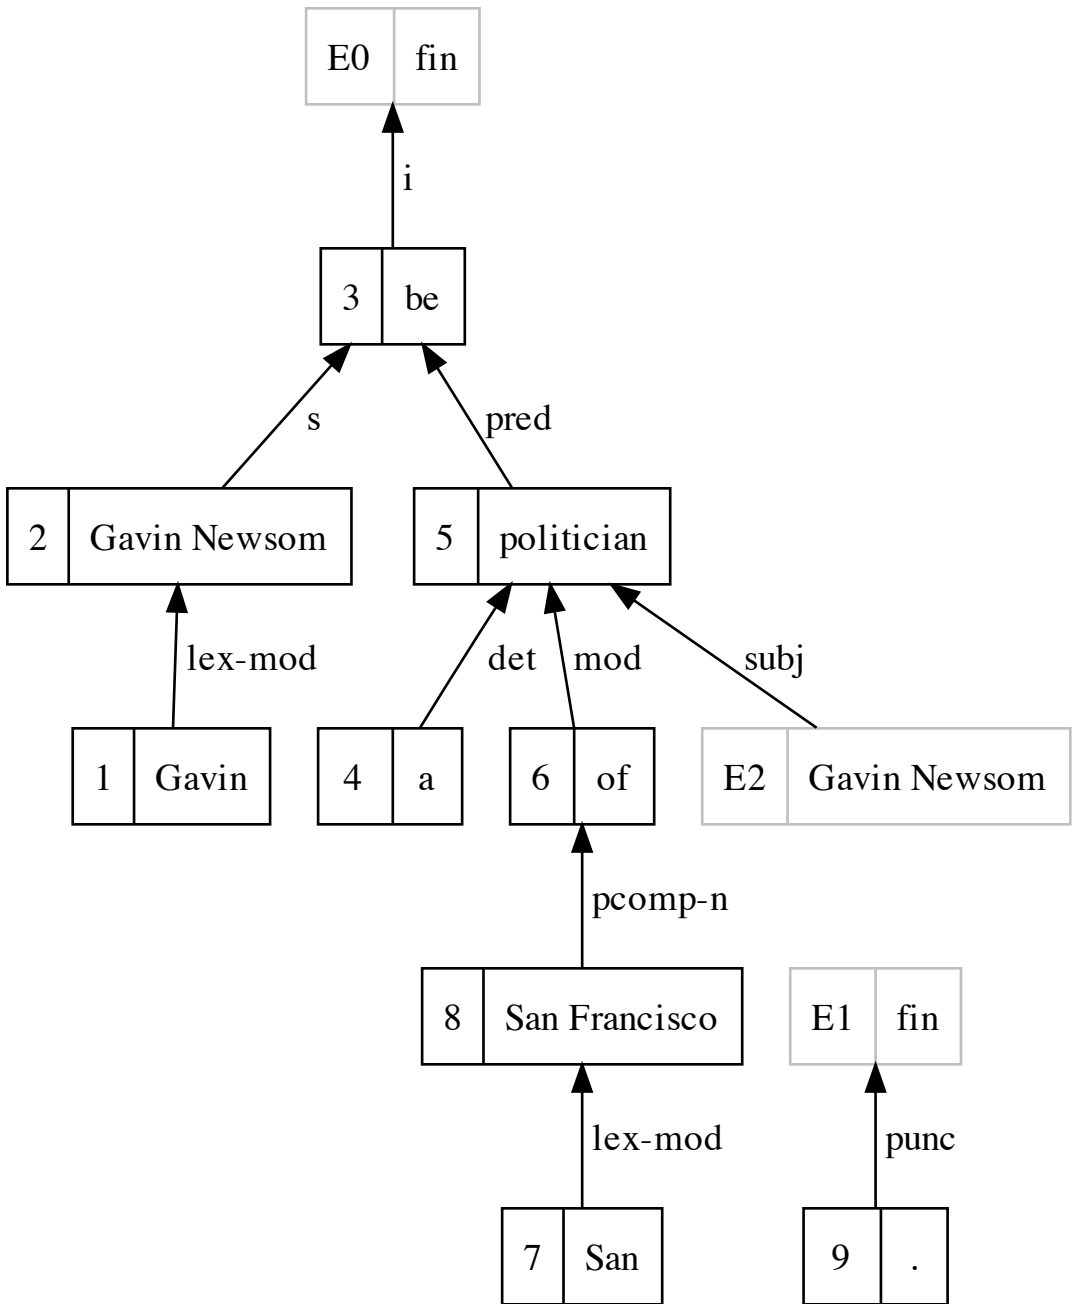 E0 fin
i
3 be
s pred
2 Gavin Newsom 5 politician
lex-mod det mod subj
1 Gavin 4 a 6 of E2 Gavin Newsom
pcomp-n
8 San Francisco E1 fin
lex-mod punc
7 San 9 .